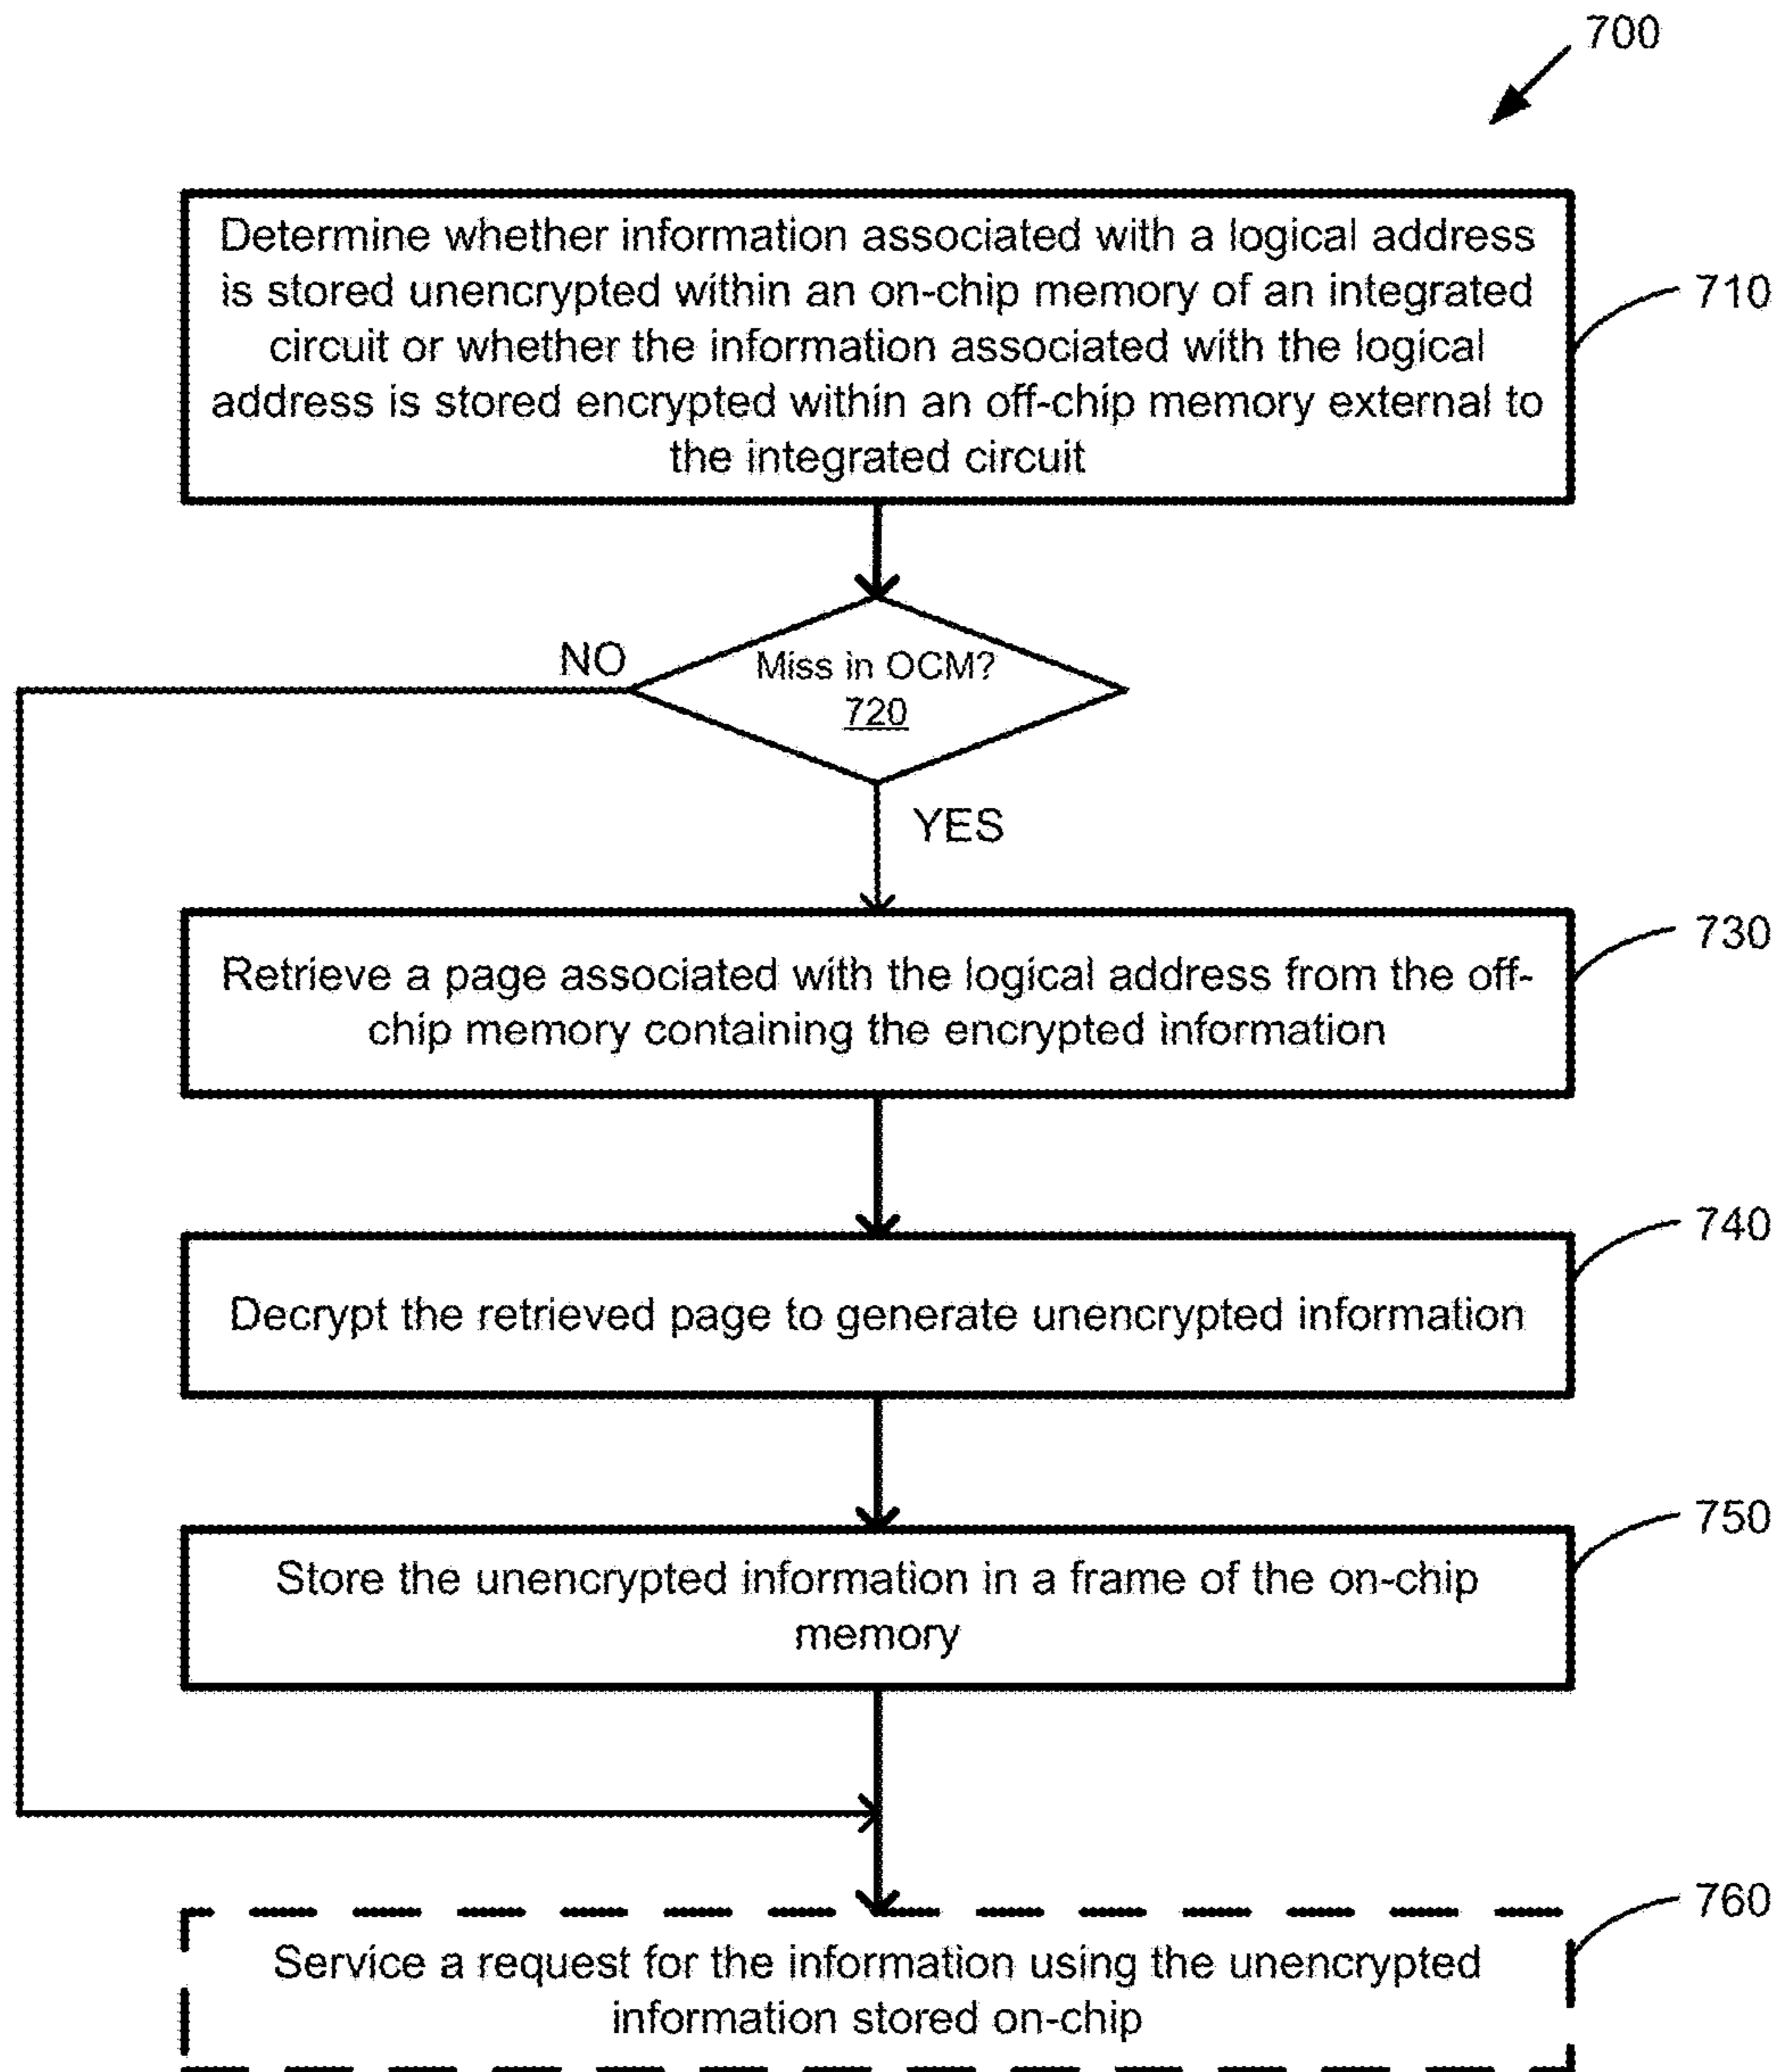 700
Determine whether information associated with a logical address
is stored unencrypted within an on-chip memory of an integrated
circuit or whether the information associated with the logical
address is stored encrypted within an off-chip memory external to
the integrated circuit
710
NO
Miss in OCM?
720
YES
730
Retrieve a page associated with the logical address from the off-
chip memory containing the encrypted information
740
Decrypt the retrieved page to generate unencrypted information
750
Store the unencrypted information in a frame of the on-chip
memory
760
Service a request for the information using the unencrypted
information stored on-chip